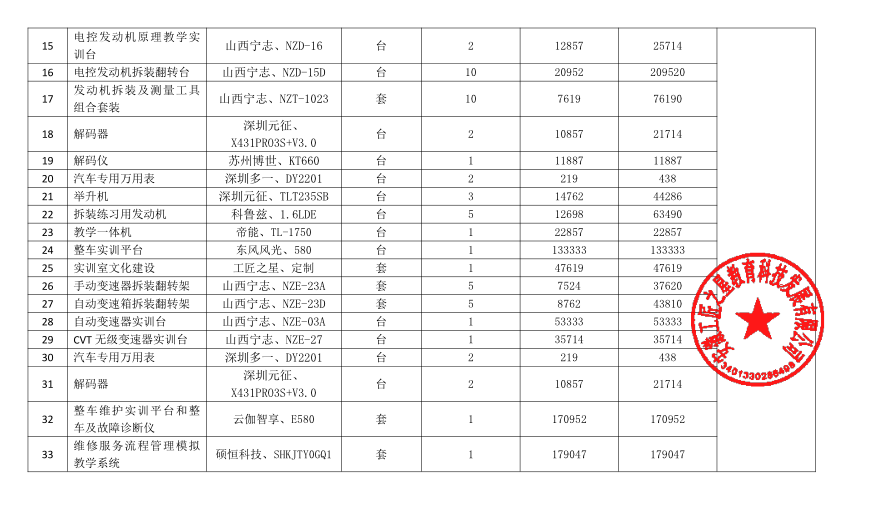 15 电控发动机原理教学实训台 山西宁志、NZD-16 台 2 12857 25714
16 电控发动机拆装翻转台 山西宁志、NZD-15D 台 10 20952 209520
17 发动机拆装及测量工具组合套装 山西宁志、NZT-1023 套 10 7619 76190
18 解码器 深圳元征、X431PRO3S+V3.0 台 2 10857 21714
19 解码仪 苏州博世、KT660 台 1 11887 11887
20 汽车专用万用表 深圳多一、DY2201 台 2 219 438
21 举升机 深圳元征、TLT235SB 台 3 14762 44286
22 拆装练习用发动机 科鲁兹、1.6LDE 台 5 12698 63490
23 教学一体机 帝能、TL-1750 台 1 22857 22857
24 整车实训平台 东风风光、580 台 1 133333 133333
25 实训室文化建设 工匠之星、定制 套 1 47619 47619
26 手动变速器拆装翻转架 山西宁志、NZE-23A 套 5 7524 37620
27 自动变速箱拆装翻转架 山西宁志、NZE-23D 套 5 8762 43810
28 自动变速器实训台 山西宁志、NZE-03A 台 1 53333 53333
29 CVT 无级变速器实训台 山西宁志、NZE-27 台 1 35714 35714
30 汽车专用万用表 深圳多一、DY2201 台 2 219 438
31 解码器 深圳元征、X431PRO3S+V3.0 台 2 10857 21714
32 整车维护实训平台和整车及故障诊断仪 云伽智享、E580 套 1 170952 170952
33 维修服务流程管理模拟教学系统 硕恒科技、SHKJTY0GQ1 套 1 179047 179047
安徽工匠之星教育科技发展有限公司